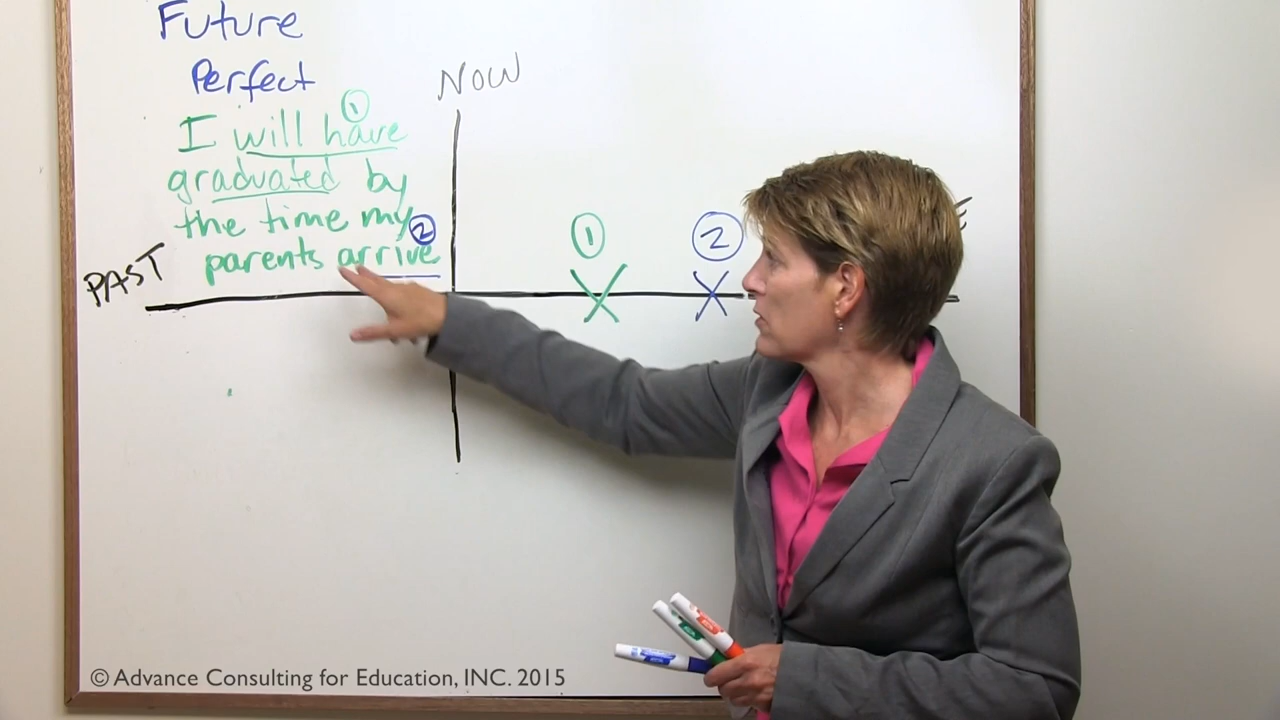 Future
Perfect
NOW
①
I will have
graduated by
the time my
②
parents arrive
PAST
①
②
X
X
© Advance Consulting for Education, INC. 2015